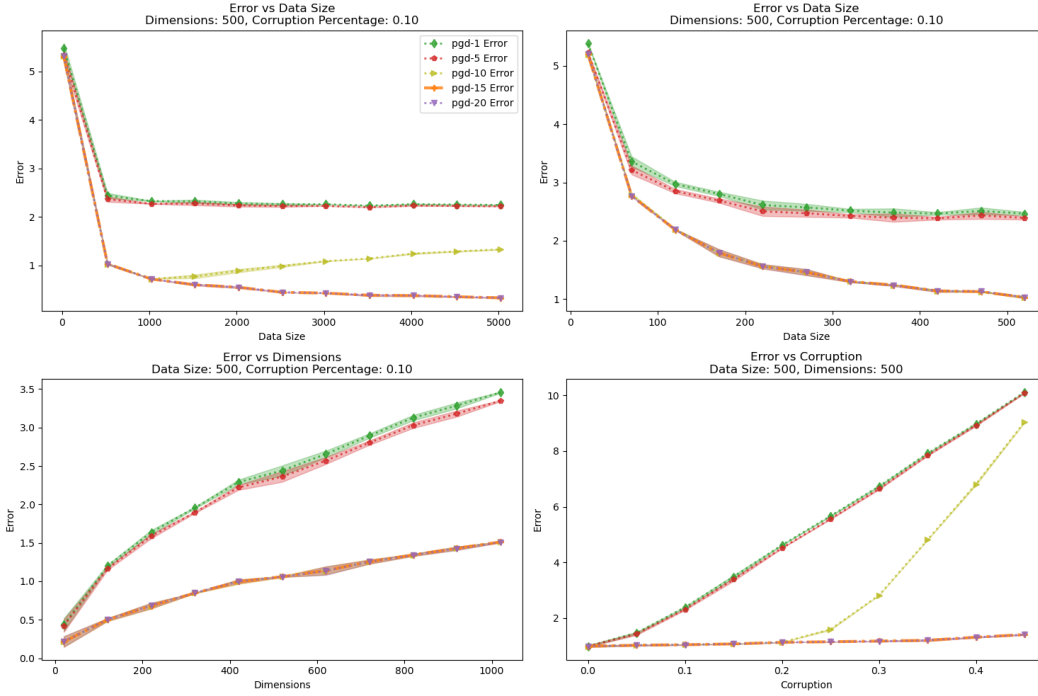 Error vs Data Size
Dimensions: 500, Corruption Percentage: 0.10
5
4
3
2
1
Error
0
1000
2000
3000
4000
5000
Data Size
pgd-1 Error
pgd-5 Error
pgd-10 Error
pgd-15 Error
pgd-20 Error
Error vs Data Size
Dimensions: 500, Corruption Percentage: 0.10
5
4
3
2
1
Error
0
100
200
300
400
500
Data Size
Error vs Dimensions
Data Size: 500, Corruption Percentage: 0.10
3.5
3.0
2.5
2.0
1.5
1.0
0.5
0.0
Error
0
200
400
600
800
1000
Dimensions
Error vs Corruption
Data Size: 500, Dimensions: 500
10
8
6
4
2
Error
0.0
0.1
0.2
0.3
0.4
Corruption